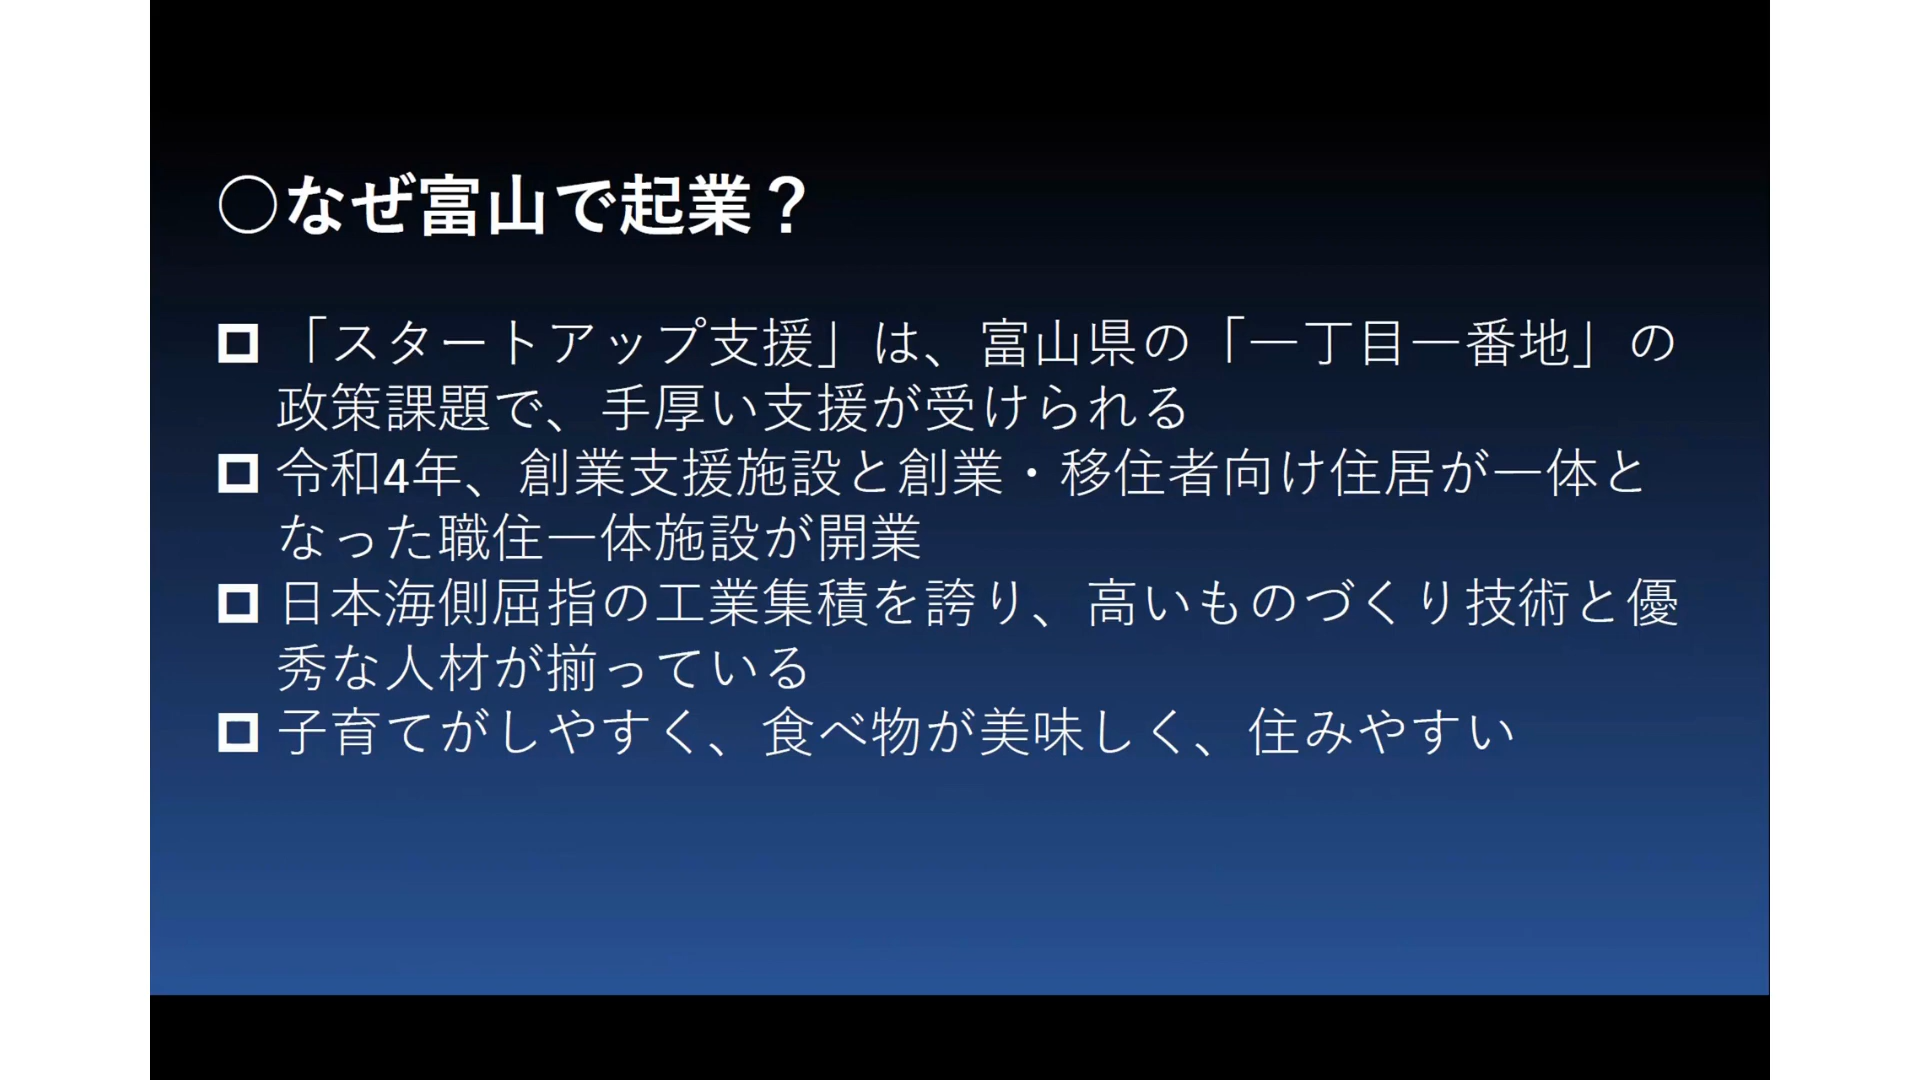 ○なぜ富山で起業？
「スタートアップ支援」は、富山県の「一丁目一番地」の
政策課題で、手厚い支援が受けられる
令和4年、創業支援施設と創業・移住者向け住居が一体と
なった職住一体施設が開業
日本海側屈指の工業集積を誇り、高いものづくり技術と優
秀な人材が揃っている
子育てがしやすく、食べ物が美味しく、住みやすい